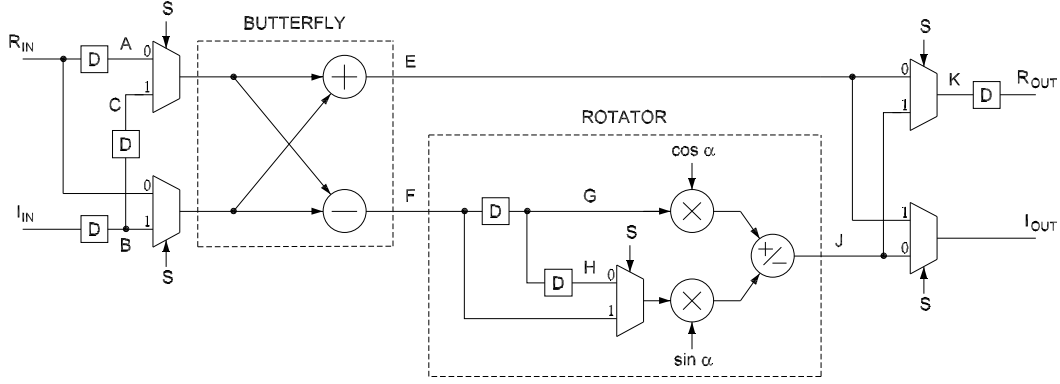 S
BUTTERFLY
R_IN
D
A
0
1
C
D
0
1
I_IN
D
B
S
+
−
E
F
ROTATOR
cos α
D
G
×
S
D
H
0
1
×
sin α
+/−
J
S
0
1
K
D
R_OUT
1
0
I_OUT
S